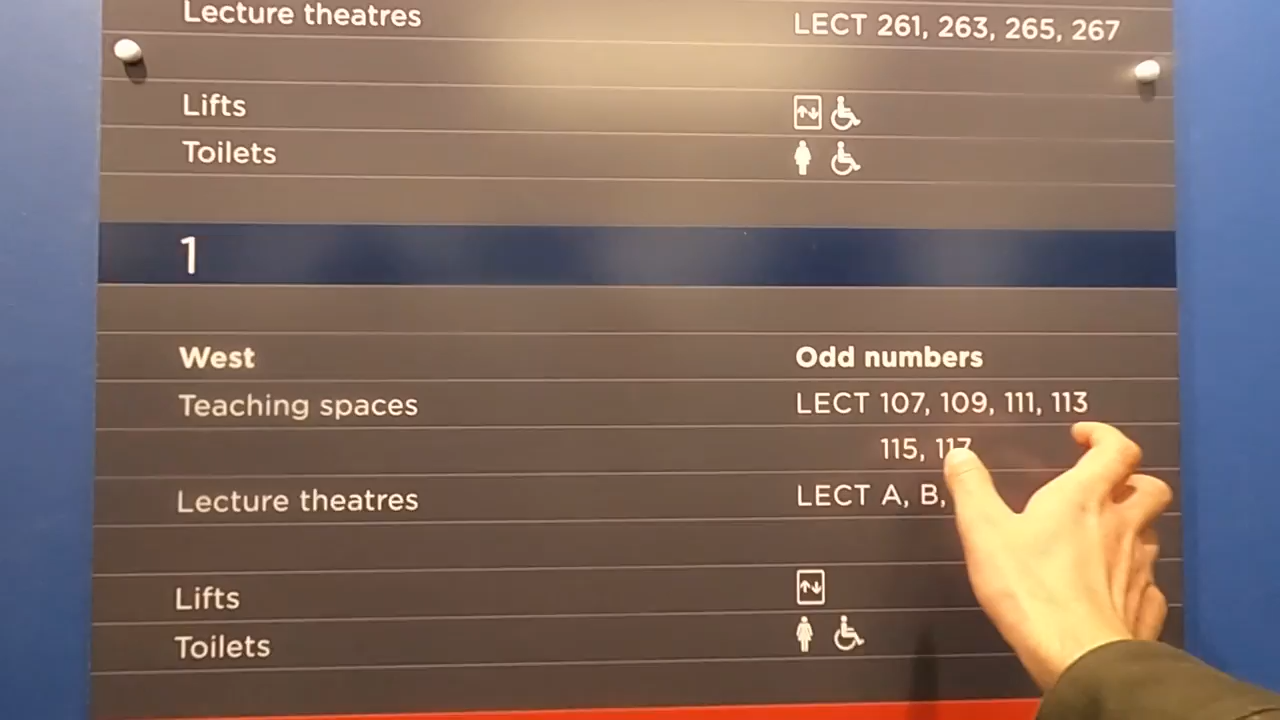 Lecture theatres LECT 261, 263, 265, 267
Lifts
Toilets
1
West Odd numbers
Teaching spaces LECT 107, 109, 111, 113
115, 117
Lecture theatres LECT A, B,
Lifts
Toilets